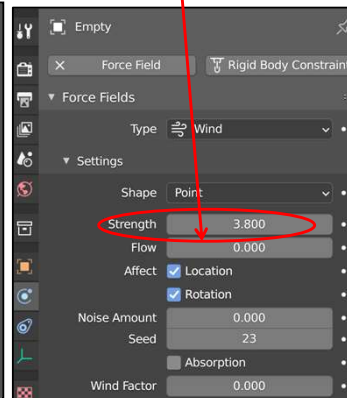 Empty
Force Field Rigid Body Constraint
Force Fields
Type Wind
Settings
Shape Point
Strength 3.800
Flow 0.000
Affect Location
Rotation
Noise Amount 0.000
Seed 23
Absorption
Wind Factor 0.000